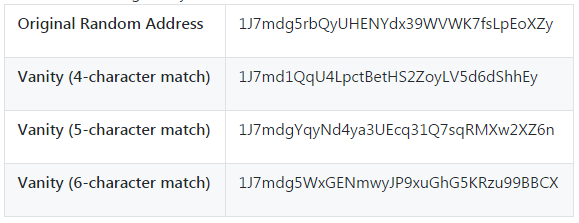 Original Random Address 1J7mdg5rbQyUHENYdx39WVWK7fsLpEoXZy
Vanity (4-character match) 1J7md1QqU4LpctBetHS2ZoyLV5d6dShhEy
Vanity (5-character match) 1J7mdgYqyNd4ya3UEcq31Q7sqRMXw2XZ6n
Vanity (6-character match) 1J7mdg5WxGENmwyJP9xuGhG5KRzu99BBCX